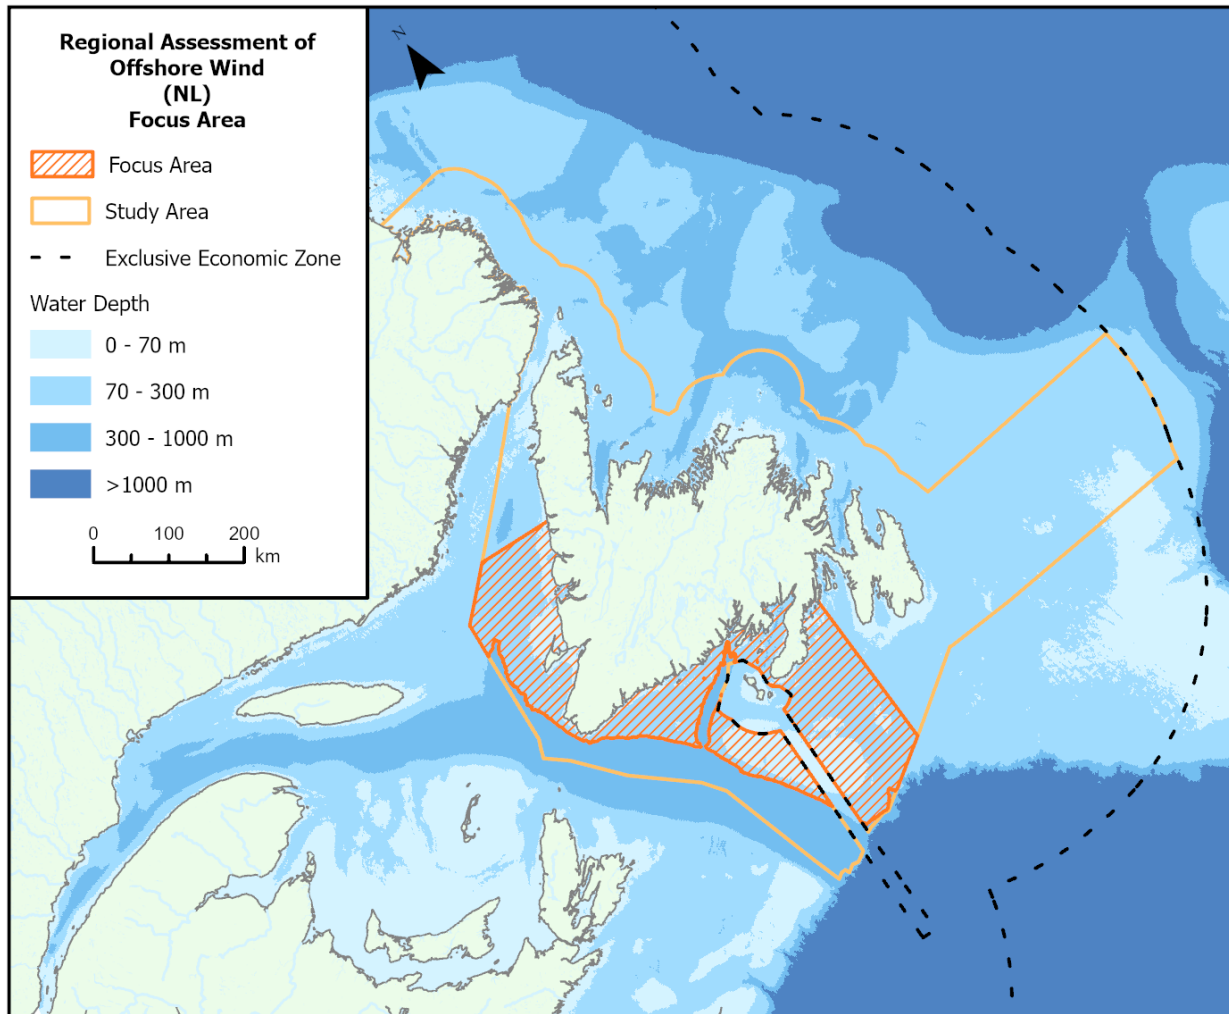 Regional Assessment of
Offshore Wind
(NL)
Focus Area
Focus Area
Study Area
Exclusive Economic Zone
Water Depth
0 - 70 m
70 - 300 m
300 - 1000 m
>1000 m
0 100 200
km
N